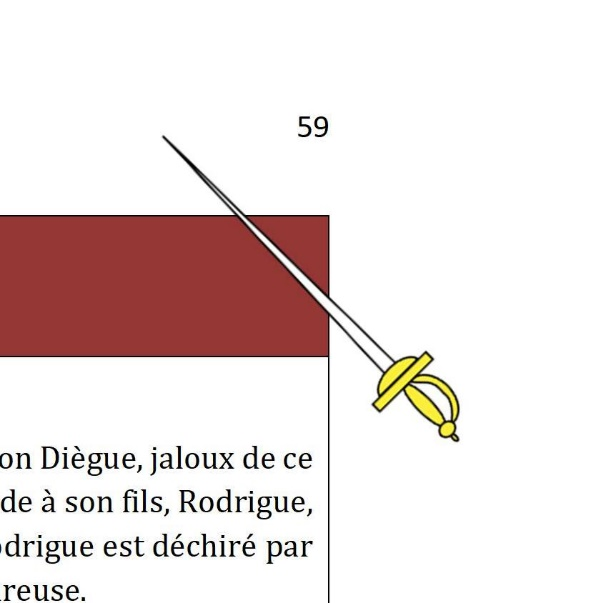 59
on Diègue, jaloux de ce
de à son fils, Rodrigue,
odrigue est déchiré par
reuse.